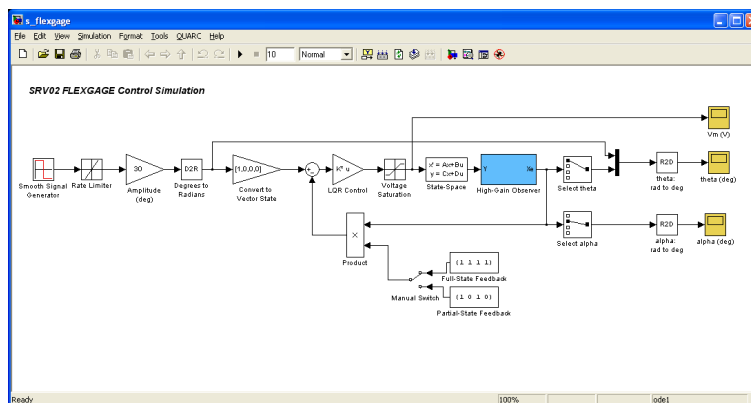 s_flexgage
File Edit View Simulation Format Tools QUARC Help
10
Normal
SRV02 FLEXGAGE Control Simulation
Vm (V)
Smooth Signal
Generator
Rate Limiter
30
Amplitude
(deg)
D2R
Degrees to
Radians
[1,0,0,0]
Convert to
Vector State
K* u
LQR Control
Voltage
Saturation
x' = Ax+Bu
y = Cx+Du
State-Space
Y
Xe
High-Gain Observer
Select theta
R2D
theta:
rad to deg
theta (deg)
Product
Select alpha
R2D
alpha:
rad to deg
alpha (deg)
(1 1 1 1)
Full-State Feedback
Manual Switch
(1 0 1 0)
Partial-State Feedback
Ready
100%
ode1